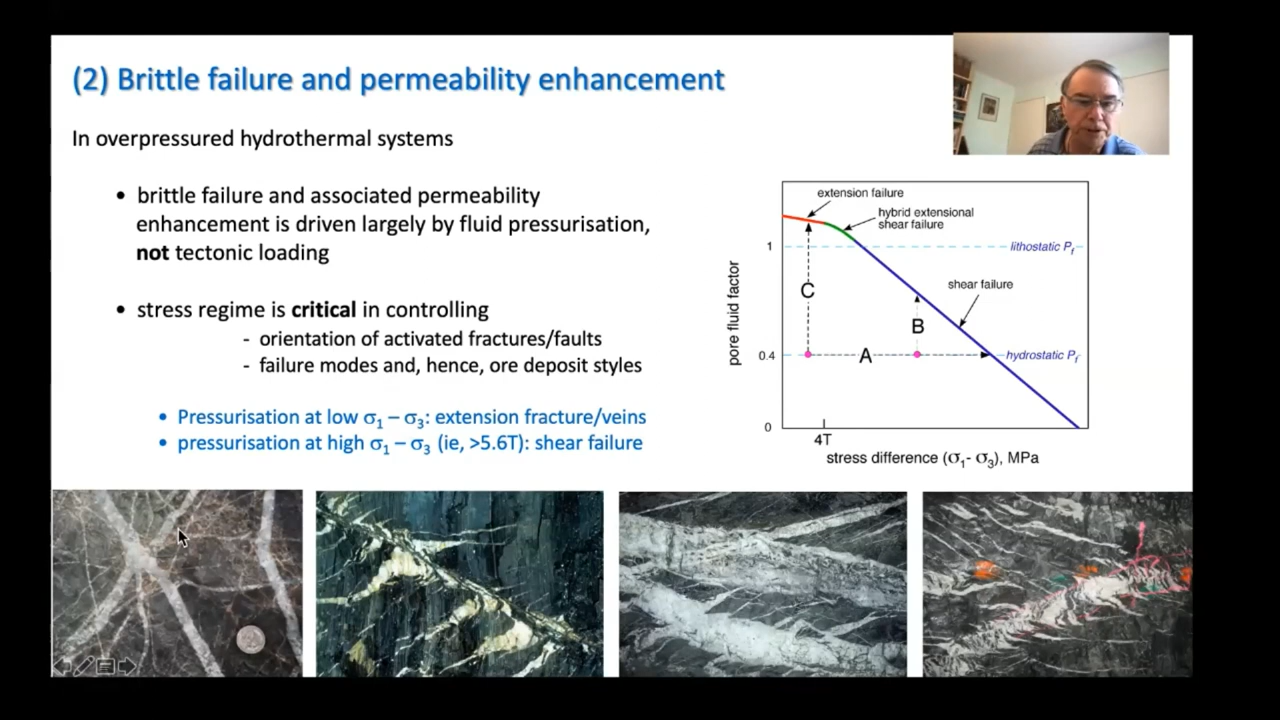 (2) Brittle failure and permeability enhancement
In overpressured hydrothermal systems
• brittle failure and associated permeability
enhancement is driven largely by fluid pressurisation,
not tectonic loading
• stress regime is critical in controlling
- orientation of activated fractures/faults
- failure modes and, hence, ore deposit styles
• Pressurisation at low σ₁ – σ₃: extension fracture/veins
• pressurisation at high σ₁ – σ₃ (ie, >5.6T): shear failure
extension failure
hybrid extensional
shear failure
1
lithostatic Pf
shear failure
C
B
pore fluid factor
0.4
A
hydrostatic Pf
0
4T
stress difference (σ₁- σ₃), MPa